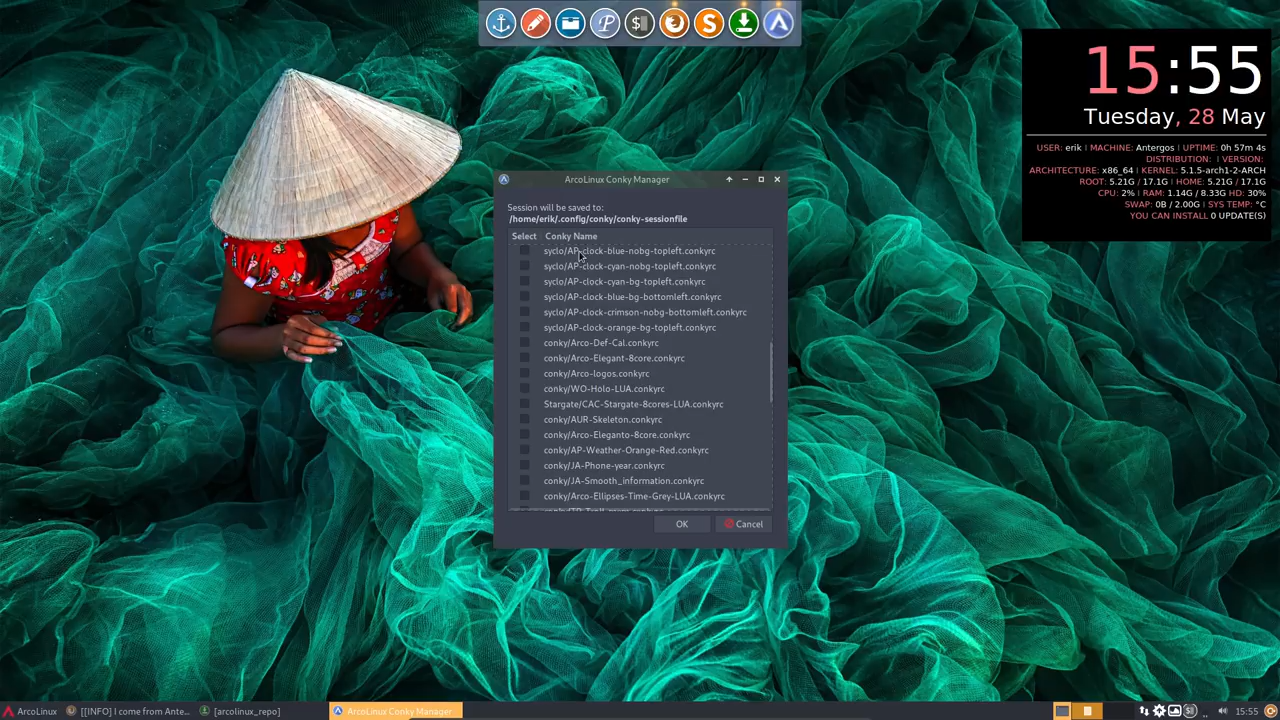 15:55
Tuesday, 28 May
USER: erik | MACHINE: Antergos | UPTIME: 0h 57m 4s
DISTRIBUTION: | VERSION:
ARCHITECTURE: x86_64 | KERNEL: 5.1.5-arch1-2-ARCH
ROOT: 5.21G / 17.1G | HOME: 5.21G / 17.1G
CPU: 2% | RAM: 1.14G / 8.33G HD: 30%
SWAP: 0B / 2.00G | SYS TEMP: °C
YOU CAN INSTALL 0 UPDATE(S)
ArcoLinux Conky Manager
Session will be saved to:
/home/erik/.config/conky/conky-sessionfile
Select Conky Name
syclo/AP-clock-blue-nobg-topleft.conkyrc
syclo/AP-clock-cyan-nobg-topleft.conkyrc
syclo/AP-clock-cyan-bg-topleft.conkyrc
syclo/AP-clock-blue-bg-bottomleft.conkyrc
syclo/AP-clock-crimson-nobg-bottomleft.conkyrc
syclo/AP-clock-orange-bg-topleft.conkyrc
conky/Arco-Def-Cal.conkyrc
conky/Arco-Elegant-8core.conkyrc
conky/Arco-logos.conkyrc
conky/WO-Holo-LUA.conkyrc
Stargate/CAC-Stargate-8cores-LUA.conkyrc
conky/AUR-Skeleton.conkyrc
conky/Arco-Eleganto-8core.conkyrc
conky/AP-Weather-Orange-Red.conkyrc
conky/JA-Phone-year.conkyrc
conky/JA-Smooth_information.conkyrc
conky/Arco-Ellipses-Time-Grey-LUA.conkyrc
OK Cancel
ArcoLinux [[INFO] I come from Ante... [arcolinux_repo] ArcoLinux Conky Manager 15:55